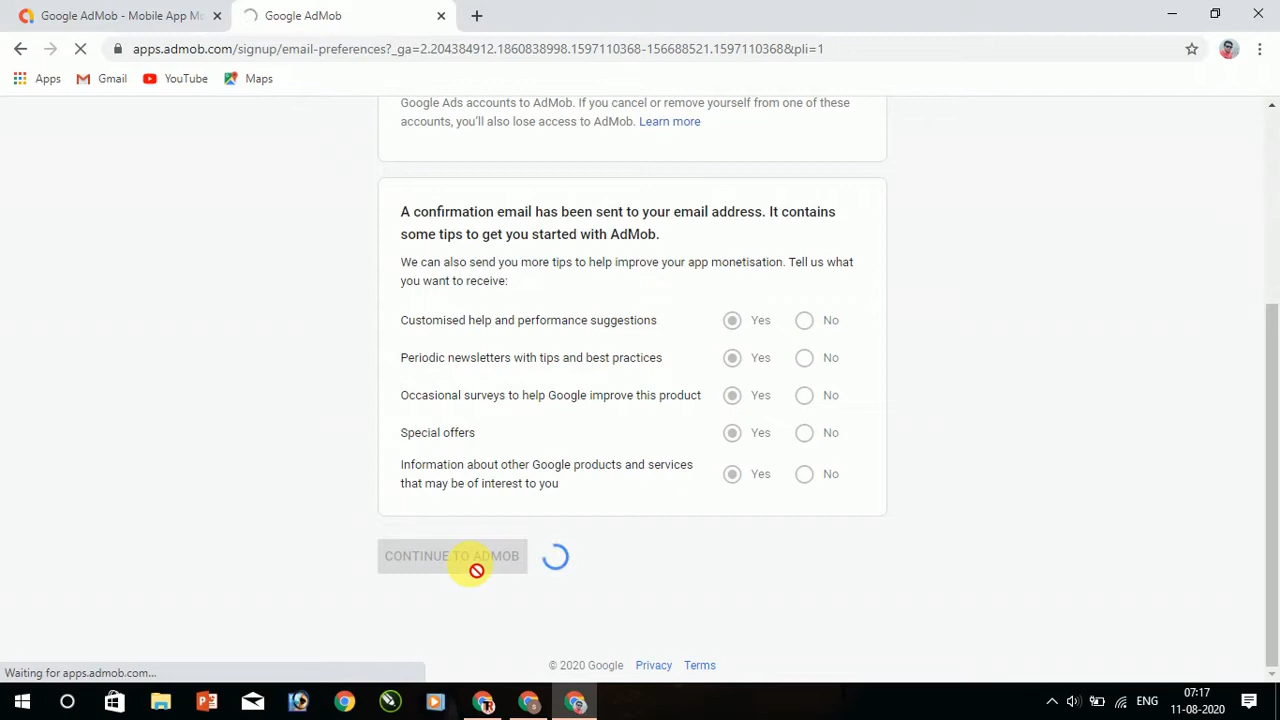 Google AdMob - Mobile App Mo
Google AdMob
apps.admob.com/signup/email-preferences?_ga=2.204384912.1860838998.1597110368-156688521.1597110368&pli=1
Apps
Gmail
YouTube
Maps
Google Ads accounts to AdMob. If you cancel or remove yourself from one of these
accounts, you'll also lose access to AdMob. Learn more
A confirmation email has been sent to your email address. It contains
some tips to get you started with AdMob.
We can also send you more tips to help improve your app monetisation. Tell us what
you want to receive:
Customised help and performance suggestions Yes No
Periodic newsletters with tips and best practices Yes No
Occasional surveys to help Google improve this product Yes No
Special offers Yes No
Information about other Google products and services
that may be of interest to you Yes No
CONTINUE TO ADMOB
© 2020 Google Privacy Terms
Waiting for apps.admob.com...
ENG
07:17
11-08-2020